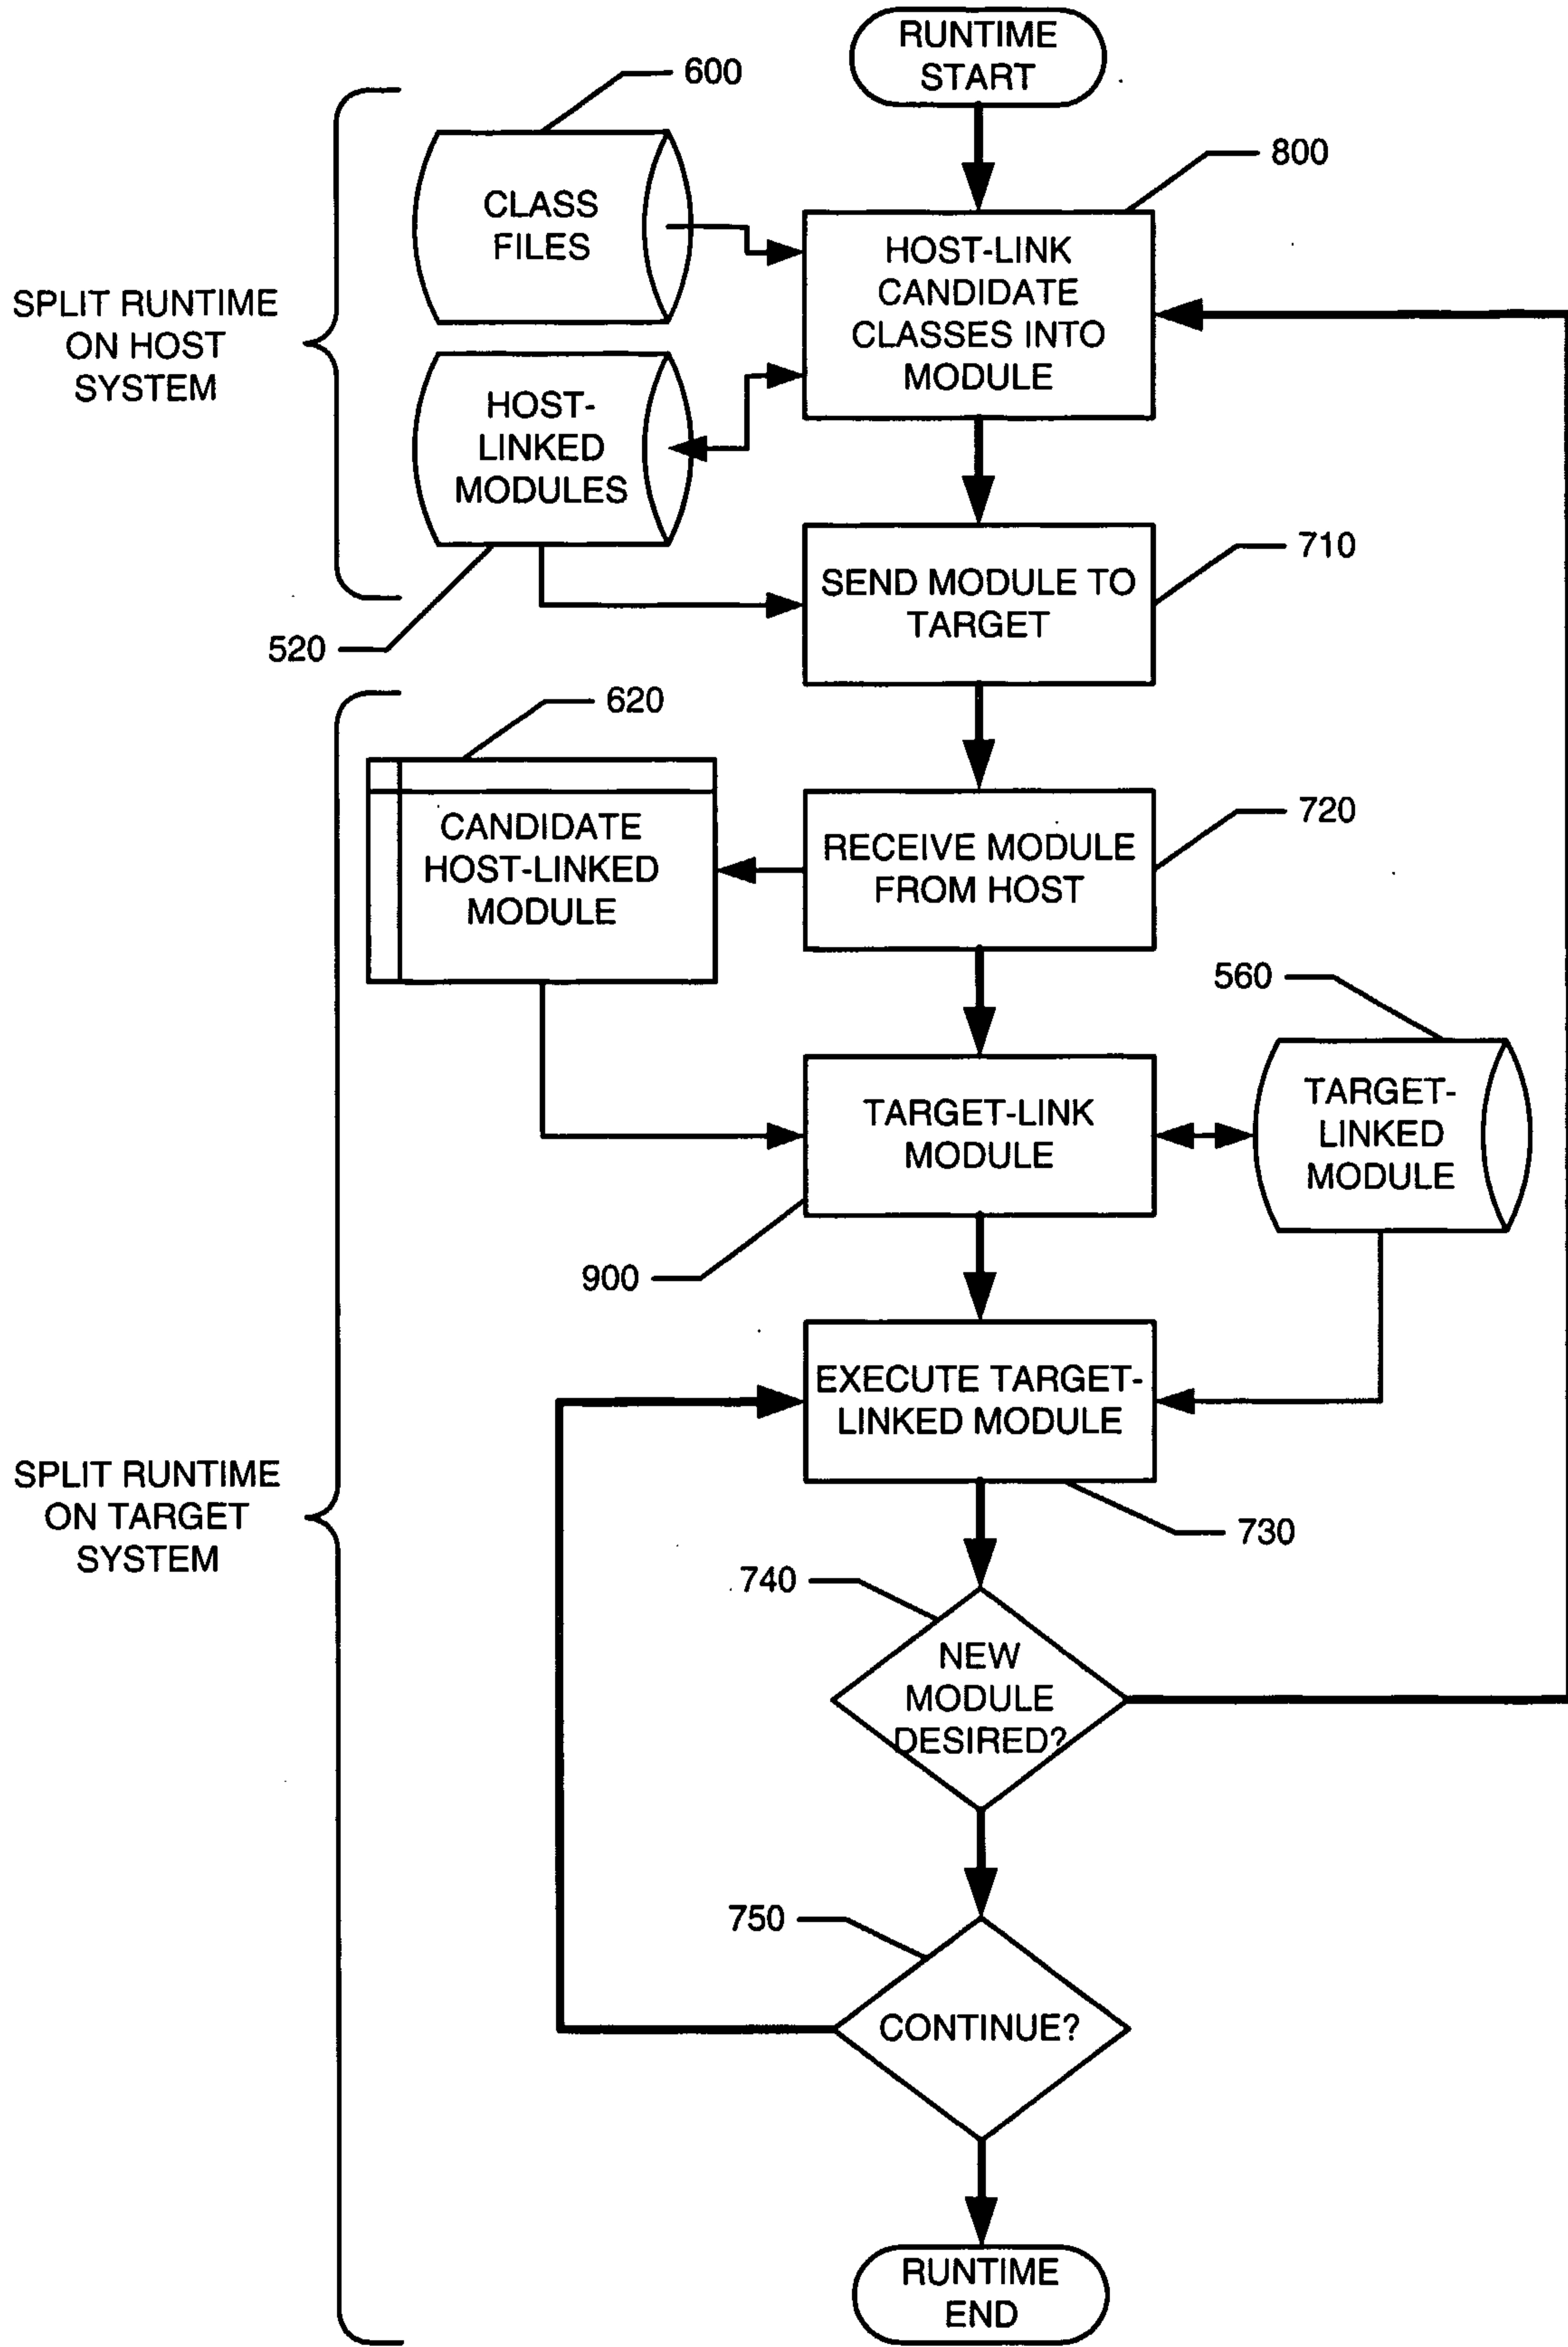 RUNTIME
START
600
800
CLASS
FILES
HOST-LINK
CANDIDATE
CLASSES INTO
MODULE
SPLIT RUNTIME
ON HOST
SYSTEM
HOST-
LINKED
MODULES
710
SEND MODULE TO
TARGET
520
620
CANDIDATE
HOST-LINKED
MODULE
720
RECEIVE MODULE
FROM HOST
560
TARGET-LINK
MODULE
TARGET-
LINKED
MODULE
900
EXECUTE TARGET-
LINKED MODULE
SPLIT RUNTIME
ON TARGET
SYSTEM
730
740
NEW
MODULE
DESIRED?
750
CONTINUE?
RUNTIME
END